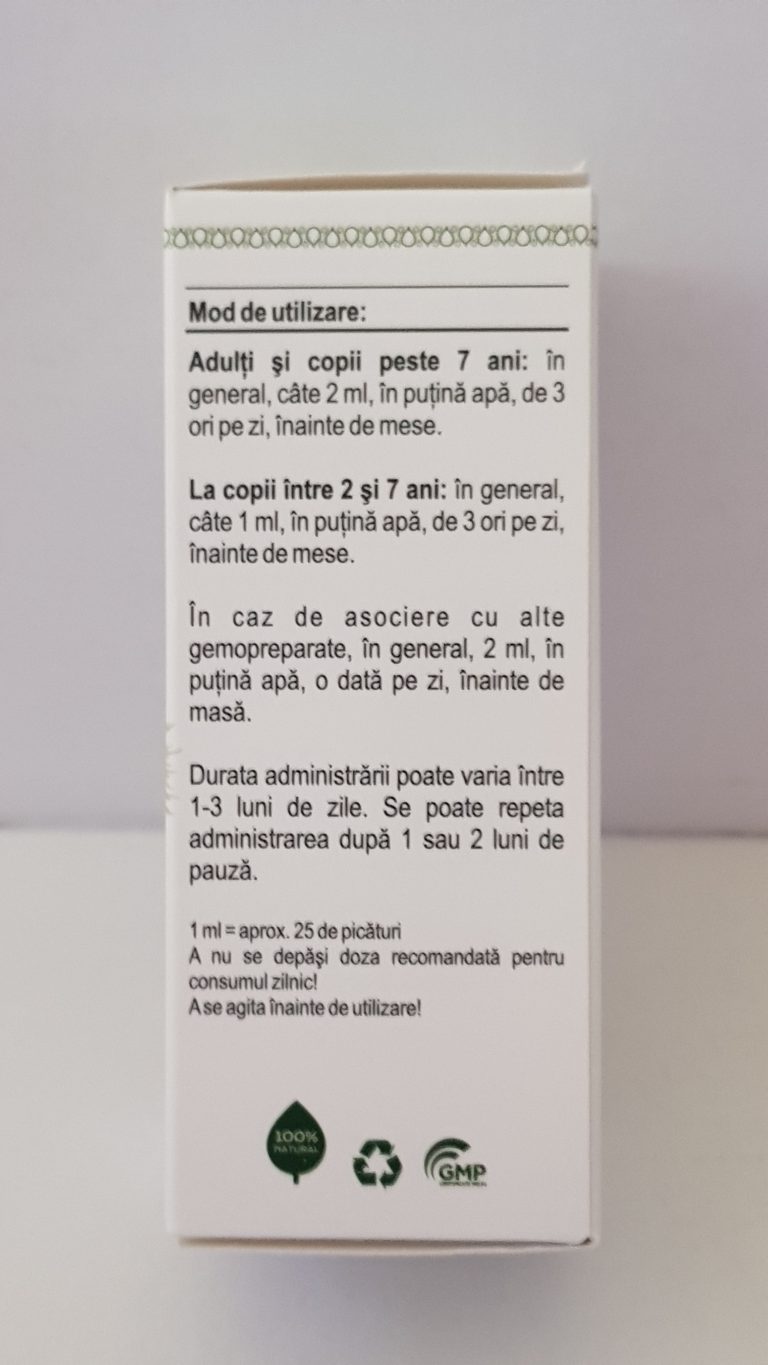 Mod de utilizare:
Adulți şi copii peste 7 ani: în
general, câte 2 ml, în puțină apă, de 3
ori pe zi, înainte de mese.
La copii între 2 şi 7 ani: în general,
câte 1 ml, în puțină apă, de 3 ori pe zi,
înainte de mese.
În caz de asociere cu alte
gemopreparate, în general, 2 ml, în
puțină apă, o dată pe zi, înainte de
masă.
Durata administrării poate varia între
1-3 luni de zile. Se poate repeta
administrarea după 1 sau 2 luni de
pauză.
1 ml = aprox. 25 de picături
A nu se depăşi doza recomandată pentru
consumul zilnic!
A se agita înainte de utilizare!
100%
NATURAL
GMP